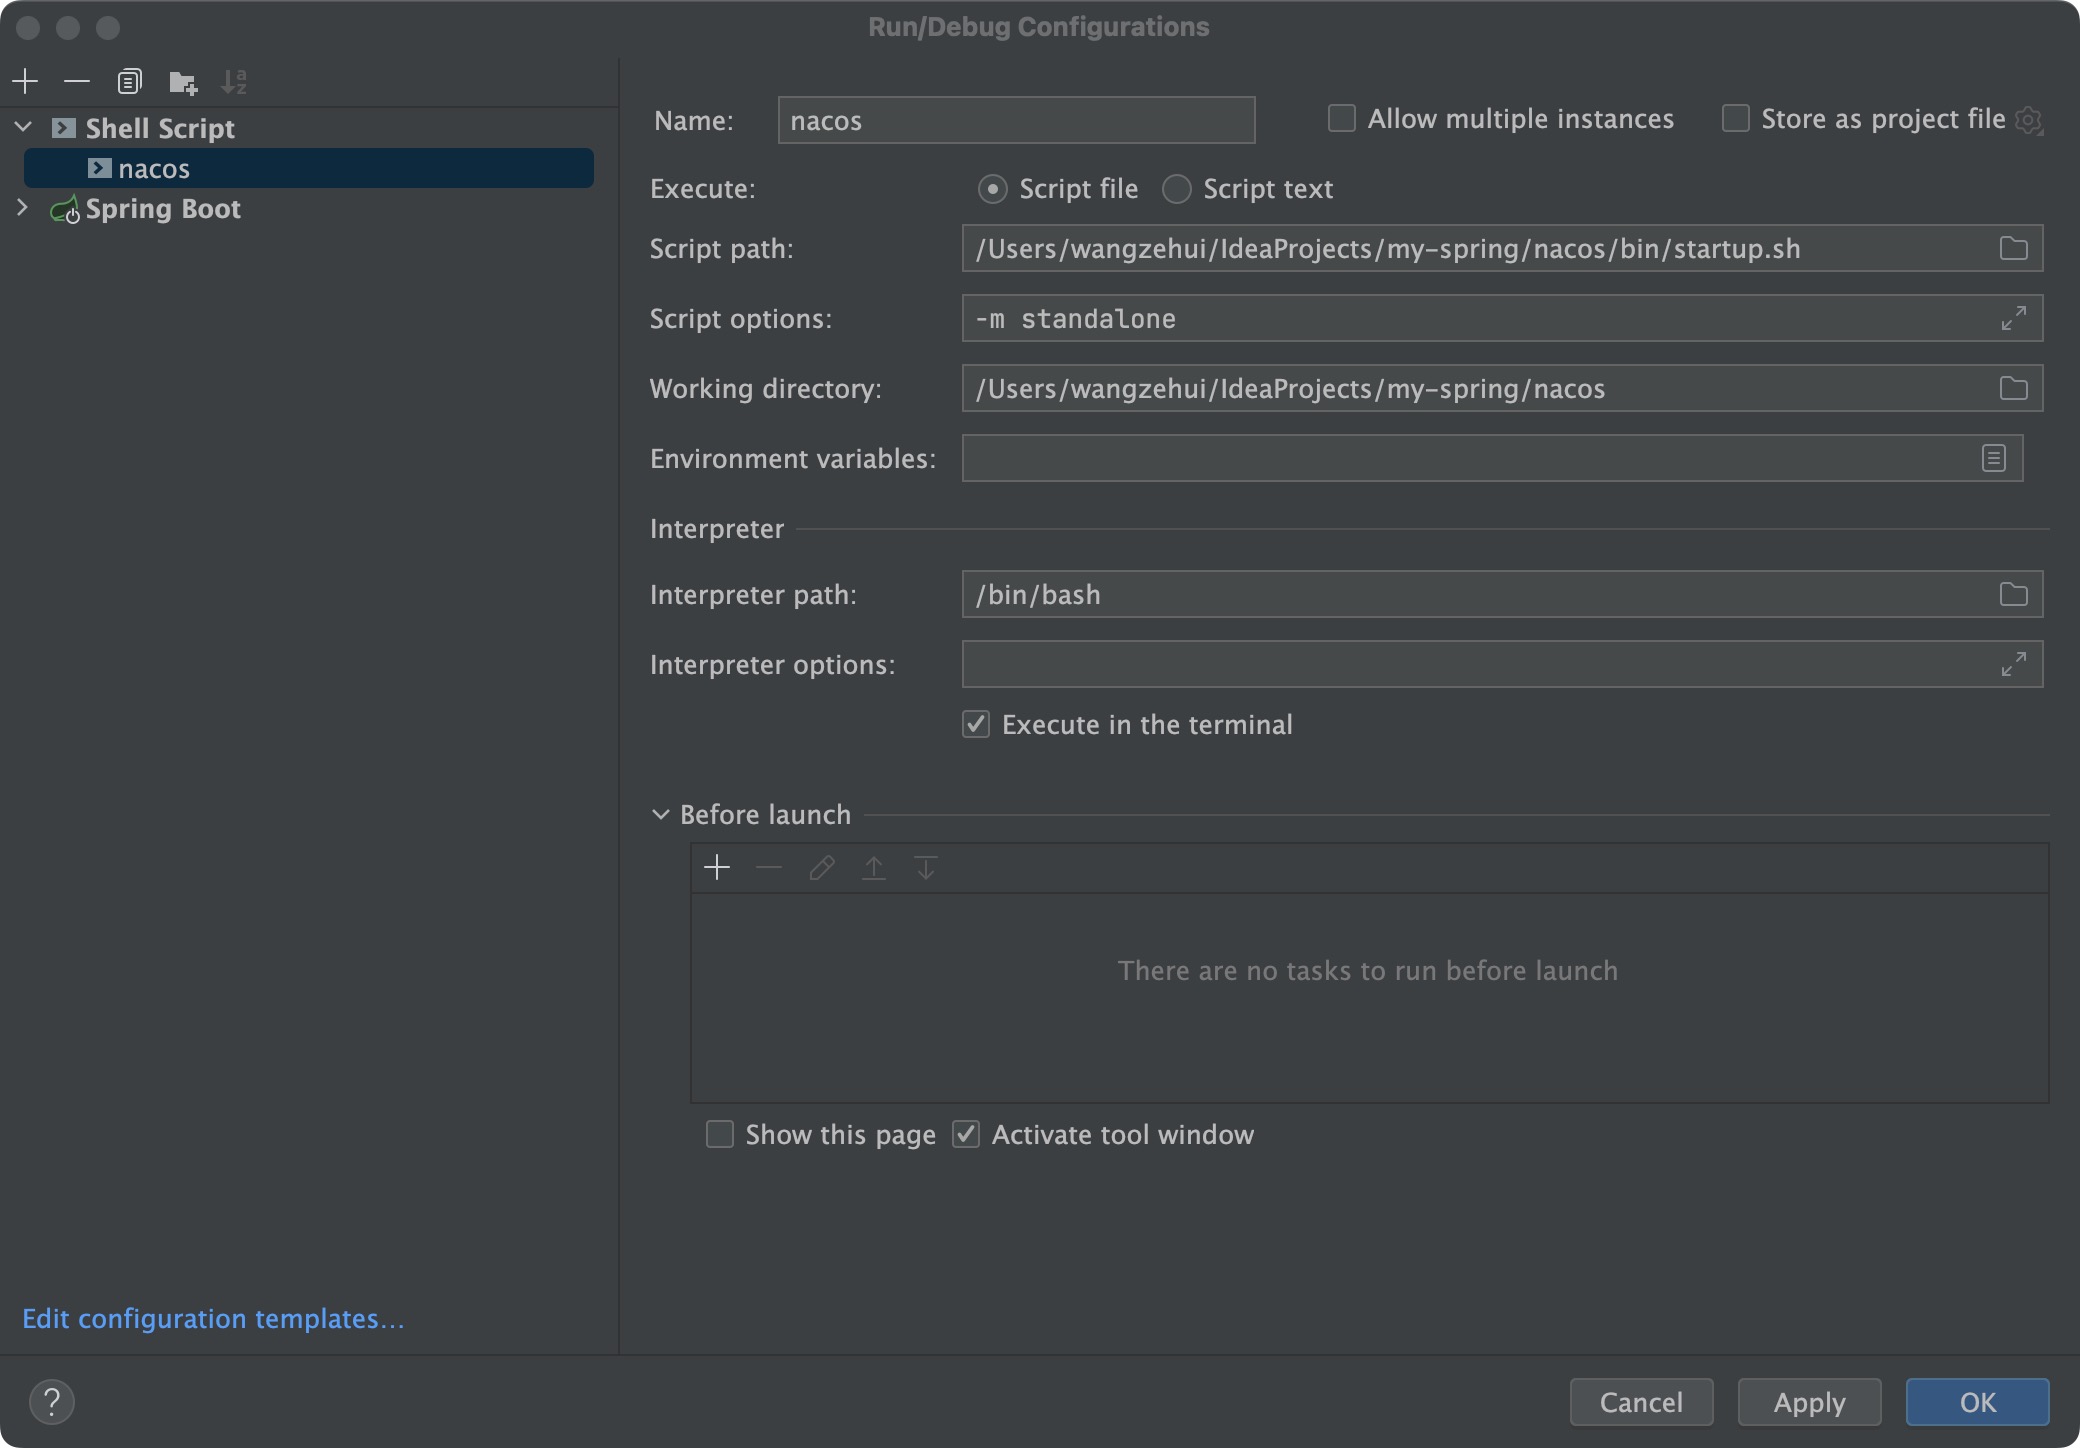 Run/Debug Configurations
Shell Script
nacos
Spring Boot
Edit configuration templates...
Name: nacos Allow multiple instances Store as project file
Execute: Script file Script text
Script path: /Users/wangzehui/IdeaProjects/my-spring/nacos/bin/startup.sh
Script options: -m standalone
Working directory: /Users/wangzehui/IdeaProjects/my-spring/nacos
Environment variables:
Interpreter
Interpreter path: /bin/bash
Interpreter options:
Execute in the terminal
Before launch
There are no tasks to run before launch
Show this page Activate tool window
? Cancel Apply OK